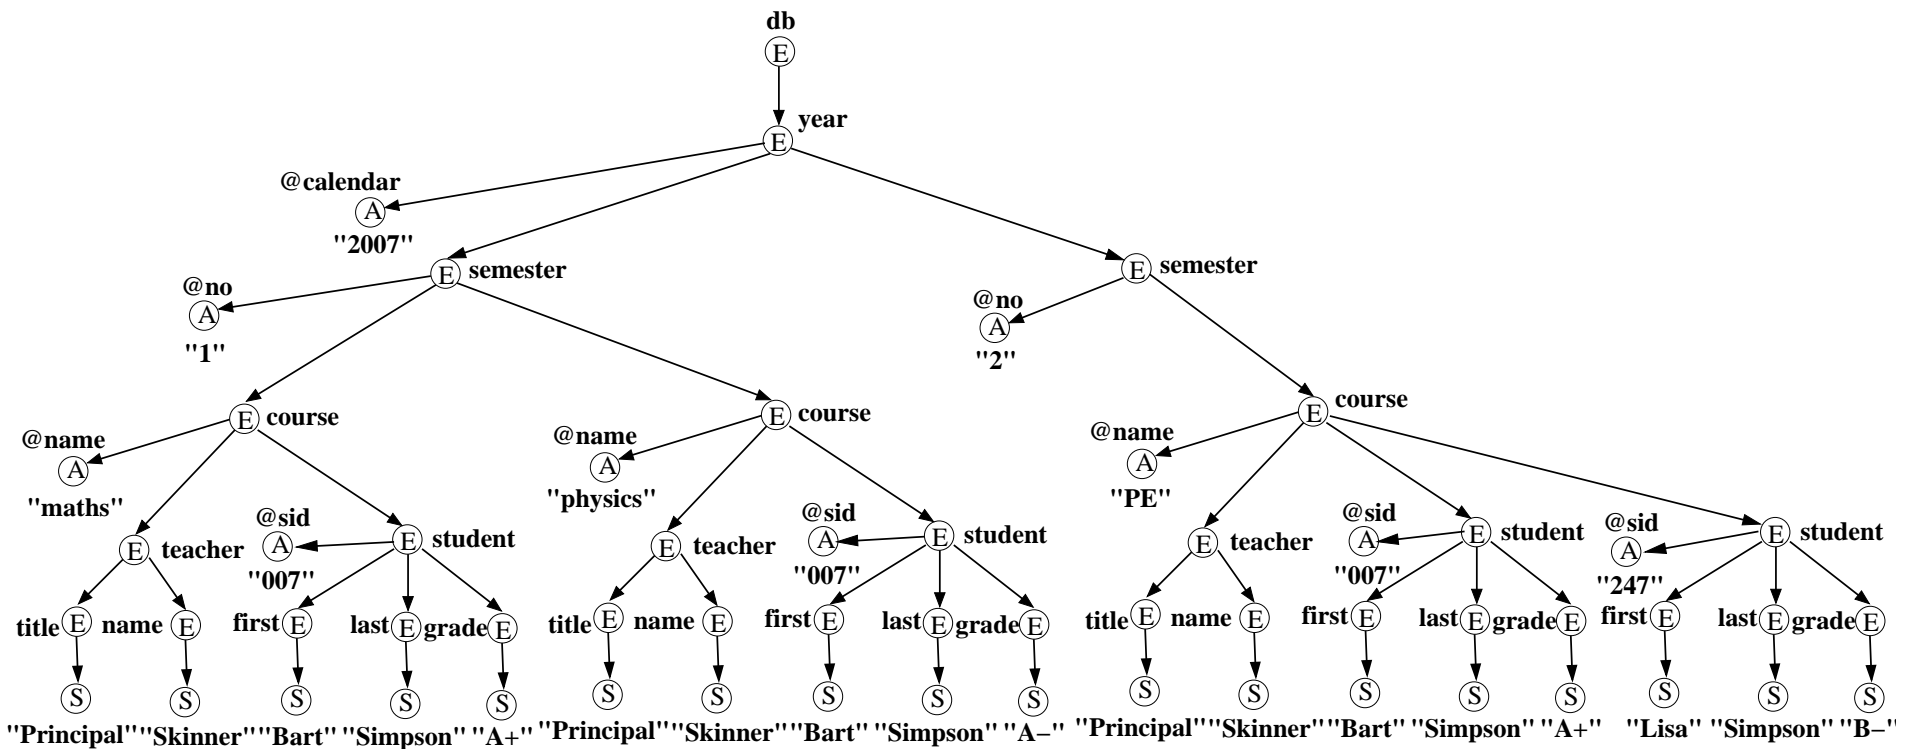 db
E
year
E
@calendar
A
"2007"
E semester
E semester
@no
A
"1"
@no
A
"2"
E course
E course
E course
@name
A
"maths"
@name
A
"physics"
@name
A
"PE"
E teacher
@sid
A
"007"
E student
E teacher
@sid
A
"007"
E student
E teacher
@sid
A
"007"
E student
@sid
A
"247"
E student
title E name E first E last E grade E title E name E first E last E grade E title E name E first E last E grade E first E last E grade E
S S S S S S S S S S S S S S S S S S
"Principal" "Skinner" "Bart" "Simpson" "A+" "Principal" "Skinner" "Bart" "Simpson" "A−" "Principal" "Skinner" "Bart" "Simpson" "A+" "Lisa" "Simpson" "B−"